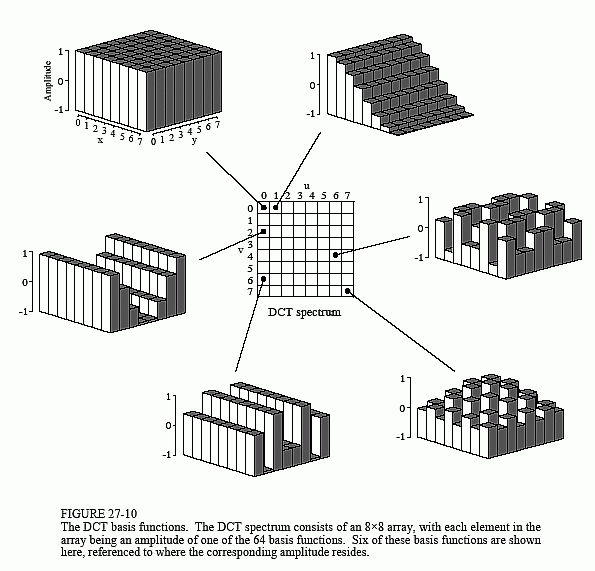 Amplitude
1
0
-1
0 1 2 3 4 5 6 7
x
0 1 2 3 4 5 6 7
y
1
0
-1
u
0 1 2 3 4 5 6 7
0
1
2
3
4
5
6
7
v
DCT spectrum
1
0
-1
1
0
-1
1
0
-1
1
0
-1
FIGURE 27-10
The DCT basis functions. The DCT spectrum consists of an 8×8 array, with each element in the
array being an amplitude of one of the 64 basis functions. Six of these basis functions are shown
here, referenced to where the corresponding amplitude resides.